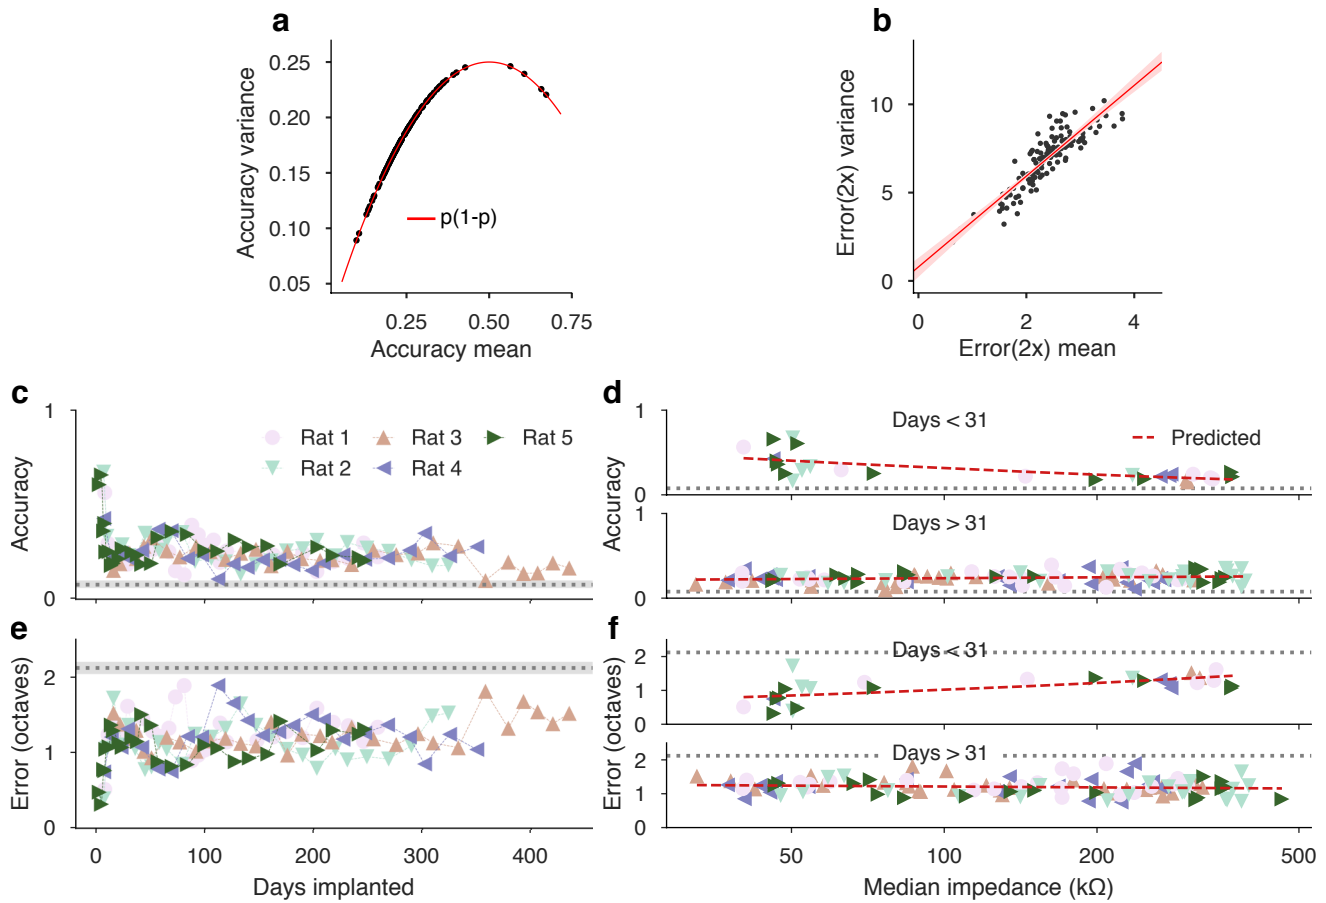 a
b
Accuracy variance
0.25
0.20
0.15
0.10
0.05
p(1-p)
0.25
0.50
0.75
Accuracy mean
Error(2x) variance
10
5
0
0
2
4
Error(2x) mean
c
Accuracy
1
0
Rat 1
Rat 3
Rat 5
Rat 2
Rat 4
d
Accuracy
1
0
Days < 31
Predicted
1
0
Days > 31
e
Error (octaves)
2
1
0
0
100
200
300
400
Days implanted
f
Error (octaves)
2
1
0
Days < 31
2
1
0
Days > 31
50
100
200
500
Median impedance (kΩ)